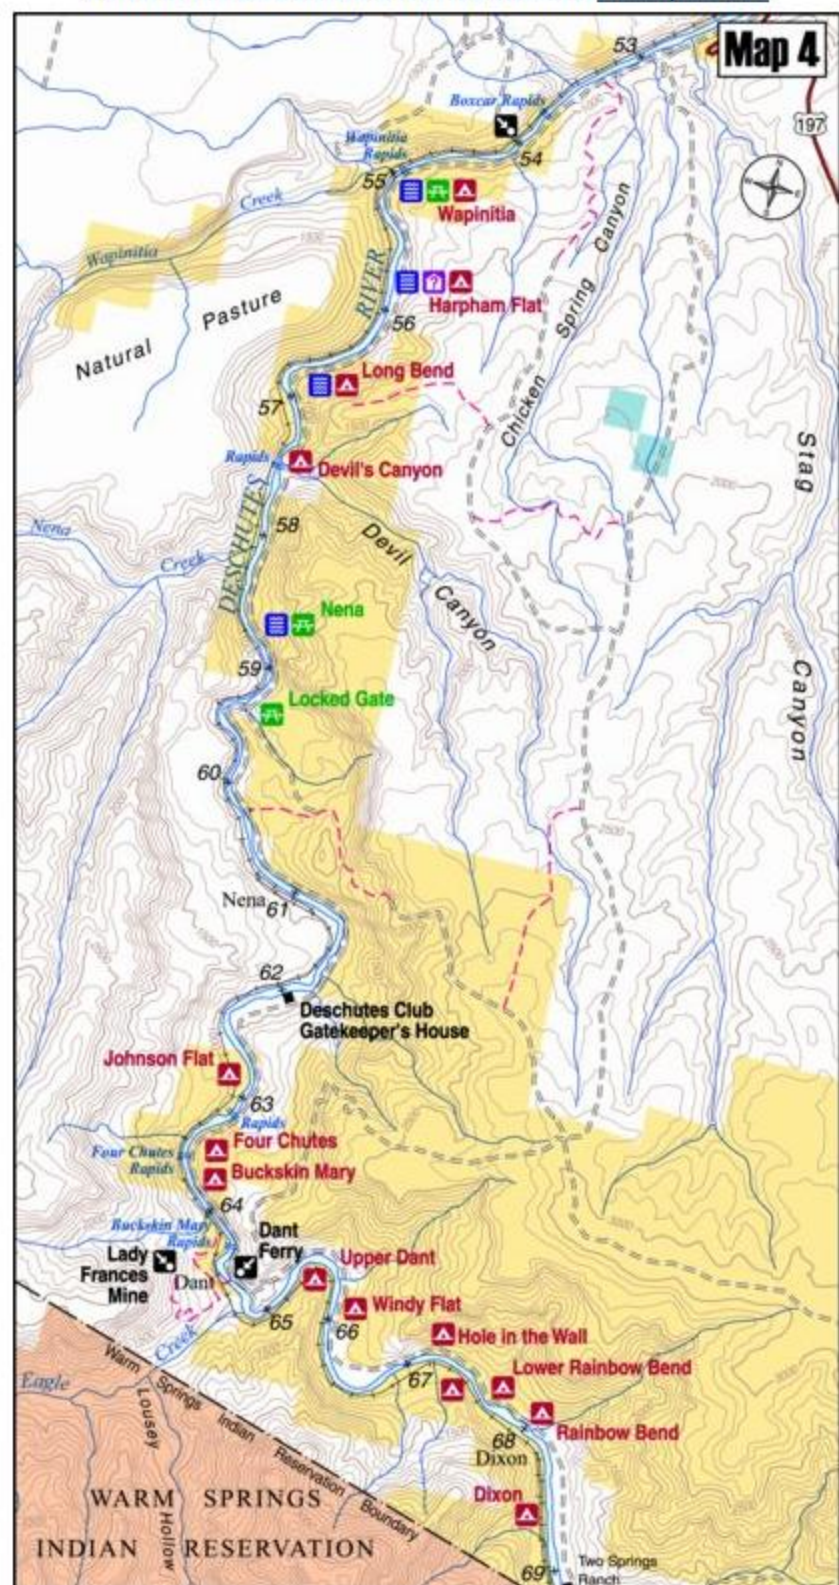 Map 4
53
197
Boxcar Rapids
54
Wapinitia
Rapids
55
Wapinitia
Creek
Wapinitia
1500
Natural Pasture
RIVER
Harpham Flat
56
Chicken Spring Canyon
Long Bend
57
Rapids
Devil's Canyon
Stag
Canyon
2000
58
DESCHUTES
Nena
Creek
Devil
Canyon
Nena
59
Locked Gate
60
2500
Nena
61
62
Deschutes Club
Gatekeeper's House
Johnson Flat
63
Rapids
Four Chutes
Four Chutes
Rapids
Buckskin Mary
64
Buckskin Mary
Rapids
Dant
Ferry
Lady
Frances
Mine
Dant
Upper Dant
65
Windy Flat
66
Hole in the Wall
67
Lower Rainbow Bend
Rainbow Bend
68
Dixon
Dixon
Eagle
Creek
Warm Springs Indian Reservation Boundary
Lousey
Hollow
WARM SPRINGS
INDIAN RESERVATION
69
Two Springs
Ranch